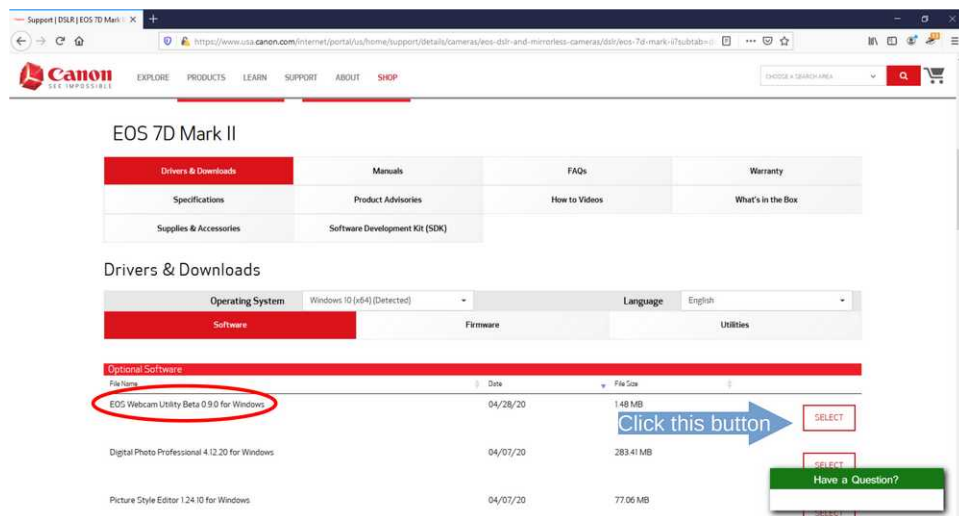 Support | DSLR | EOS 7D Mark
https://www.usa.canon.com/internet/portal/us/home/support/details/cameras/eos-dslr-and-mirrorless-cameras/dslr/eos-7d-mark-ii?subtab=d
Canon
SEE IMPOSSIBLE
EXPLORE PRODUCTS LEARN SUPPORT ABOUT SHOP
CHOOSE A SEARCH AREA
EOS 7D Mark II
Drivers & Downloads Manuals FAQs Warranty
Specifications Product Advisories How to Videos What's in the Box
Supplies & Accessories Software Development Kit (SDK)
Drivers & Downloads
Operating System Windows 10 (x64) (Detected) Language English
Software Firmware Utilities
Optional Software
File Name Date File Size
EOS Webcam Utility Beta 0.9.0 for Windows 04/28/20 1.48 MB
Click this button SELECT
Digital Photo Professional 4.12.20 for Windows 04/07/20 283.41 MB
SELECT
Have a Question?
Picture Style Editor 1.24.10 for Windows 04/07/20 77.06 MB
SELECT